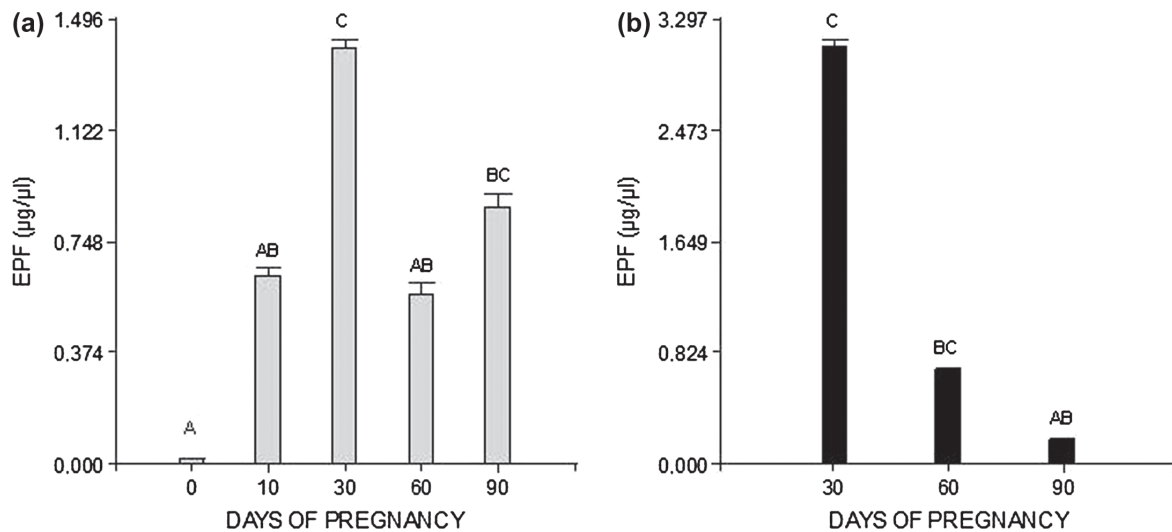 (a)
EPF (µg/µl)
1.496
1.122
0.748
0.374
0.000
A
AB
C
AB
BC
0 10 30 60 90
DAYS OF PREGNANCY
(b)
EPF (µg/µl)
3.297
2.473
1.649
0.824
0.000
C
BC
AB
30 60 90
DAYS OF PREGNANCY